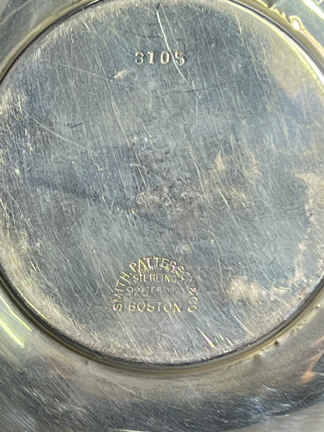 3105
SMITH PATTERSON CO.
STERLING
BOSTON